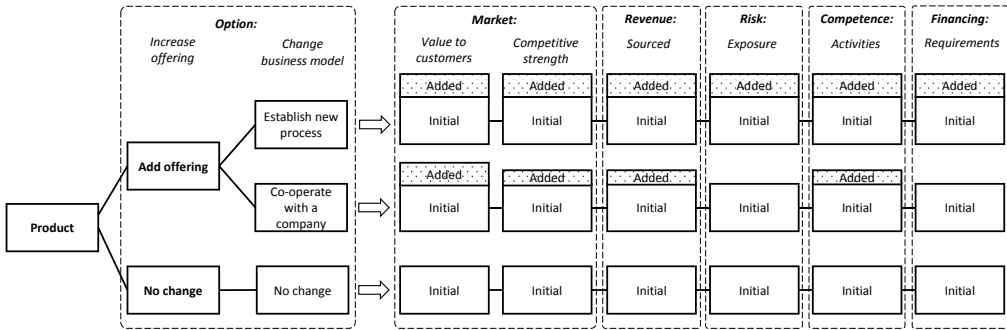 Option:
Market:
Revenue:
Risk:
Competence:
Financing:
Increase
offering
Change
business model
Value to
customers
Competitive
strength
Sourced
Exposure
Activities
Requirements
Added
Added
Added
Added
Added
Added
Establish new
process
Initial
Initial
Initial
Initial
Initial
Initial
Add offering
Added
Added
Added
Added
Co-operate
with a
company
Initial
Initial
Initial
Initial
Initial
Initial
Product
No change
No change
Initial
Initial
Initial
Initial
Initial
Initial